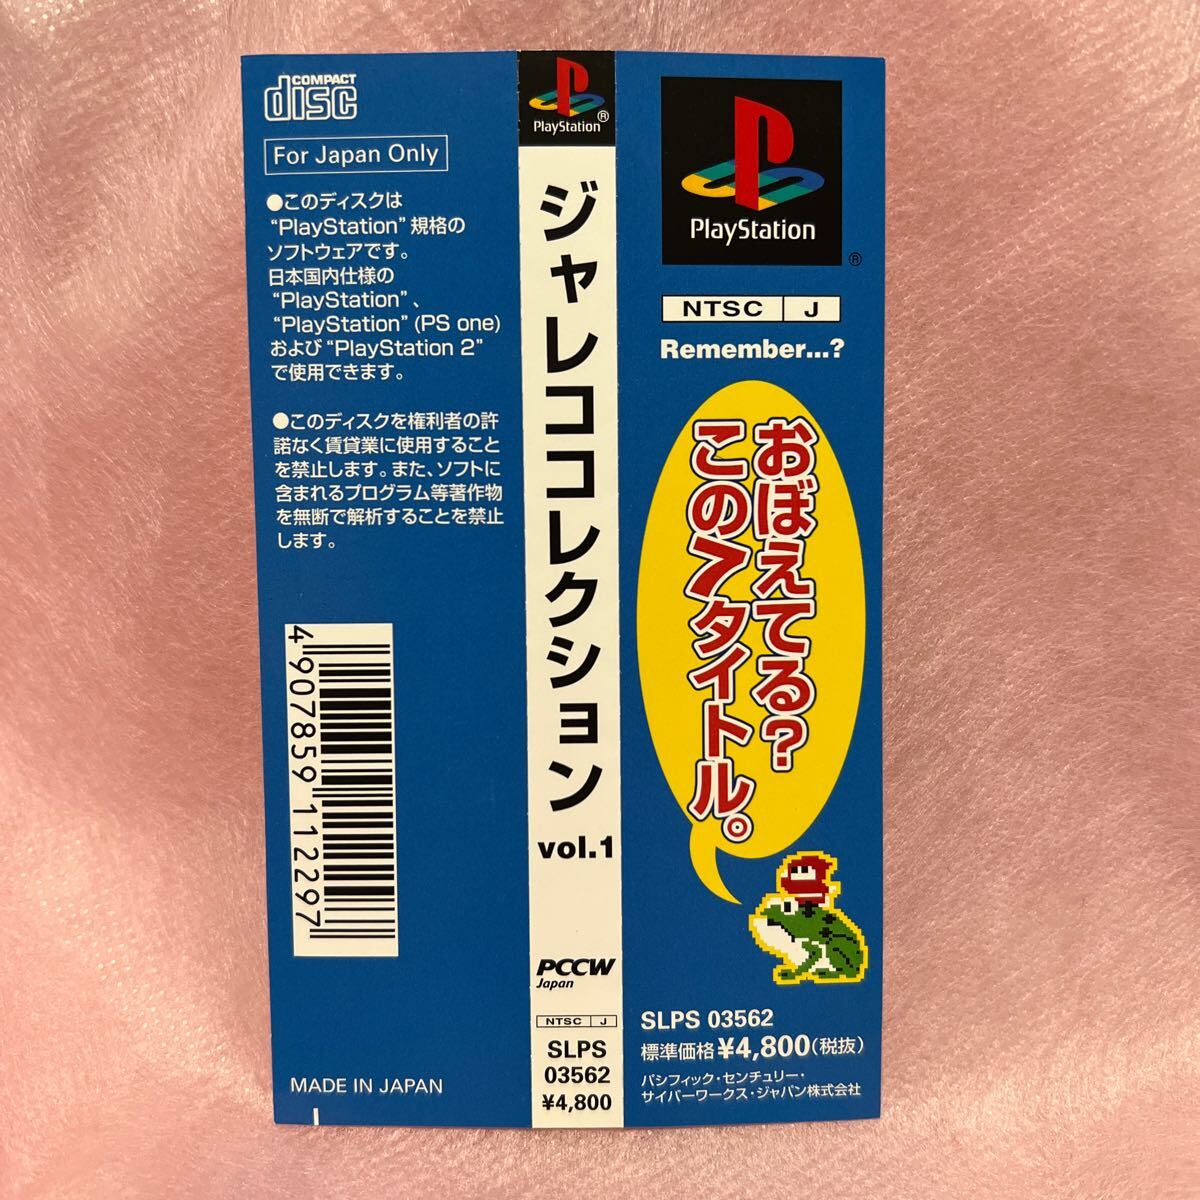 COMPACT
disc
For Japan Only
●このディスクは
“PlayStation”規格の
ソフトウェアです。
日本国内仕様の
“PlayStation”、
“PlayStation”(PS one)
および“PlayStation 2”
で使用できます。
●このディスクを権利者の許
諾なく賃貸業に使用すること
を禁止します。また、ソフトに
含まれるプログラム等著作物
を無断で解析することを禁止
します。
4907859112297
MADE IN JAPAN
PlayStation®
ジャレココレクション
vol.1
PCCW
Japan
NTSC J
SLPS
03562
¥4,800
PlayStation
®
NTSC J
Remember...?
おぼえてる?
この7タイトル。
SLPS 03562
標準価格¥4,800(税抜)
パシフィック・センチュリー・
サイバーワークス・ジャパン株式会社